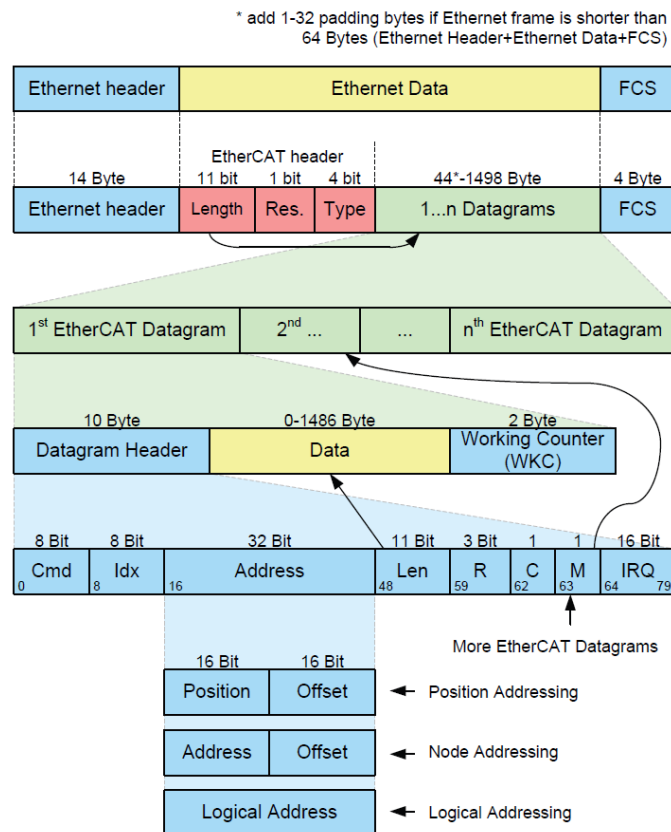 * add 1-32 padding bytes if Ethernet frame is shorter than
64 Bytes (Ethernet Header+Ethernet Data+FCS)
Ethernet header Ethernet Data FCS
EtherCAT header
14 Byte 11 bit 1 bit 4 bit 44*-1498 Byte 4 Byte
Ethernet header Length Res. Type 1...n Datagrams FCS
1st EtherCAT Datagram 2nd ... ... nth EtherCAT Datagram
10 Byte 0-1486 Byte 2 Byte
Datagram Header Data Working Counter
(WKC)
8 Bit 8 Bit 32 Bit 11 Bit 3 Bit 1 1 16 Bit
Cmd Idx Address Len R C M IRQ
0 8 16 48 59 62 63 64 79
More EtherCAT Datagrams
16 Bit 16 Bit
Position Offset Position Addressing
Address Offset Node Addressing
Logical Address Logical Addressing